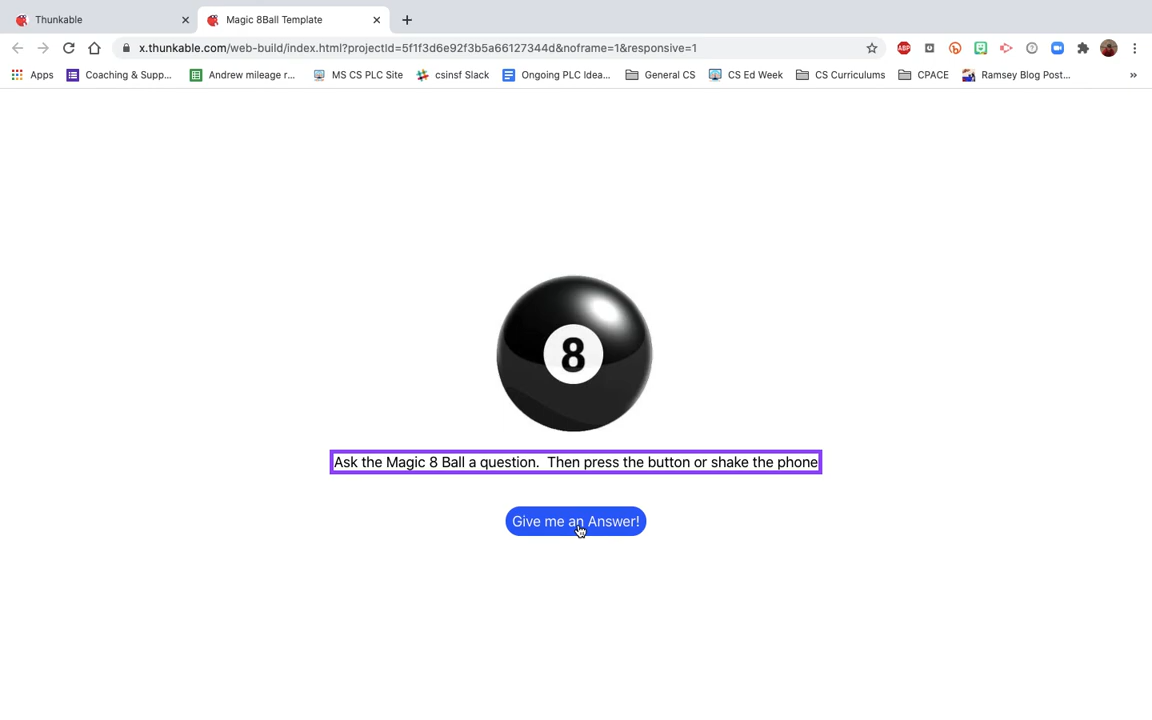 Thunkable
Magic 8Ball Template
x.thunkable.com/web-build/index.html?projectId=5f1f3d6e92f3b5a66127344d&noframe=1&responsive=1
ABP
Apps
Coaching & Supp...
Andrew mileage r...
MS CS PLC Site
csinsf Slack
Ongoing PLC Idea...
General CS
CS Ed Week
CS Curriculums
CPACE
Ramsey Blog Post...
8
Ask the Magic 8 Ball a question.  Then press the button or shake the phone
Give me an Answer!